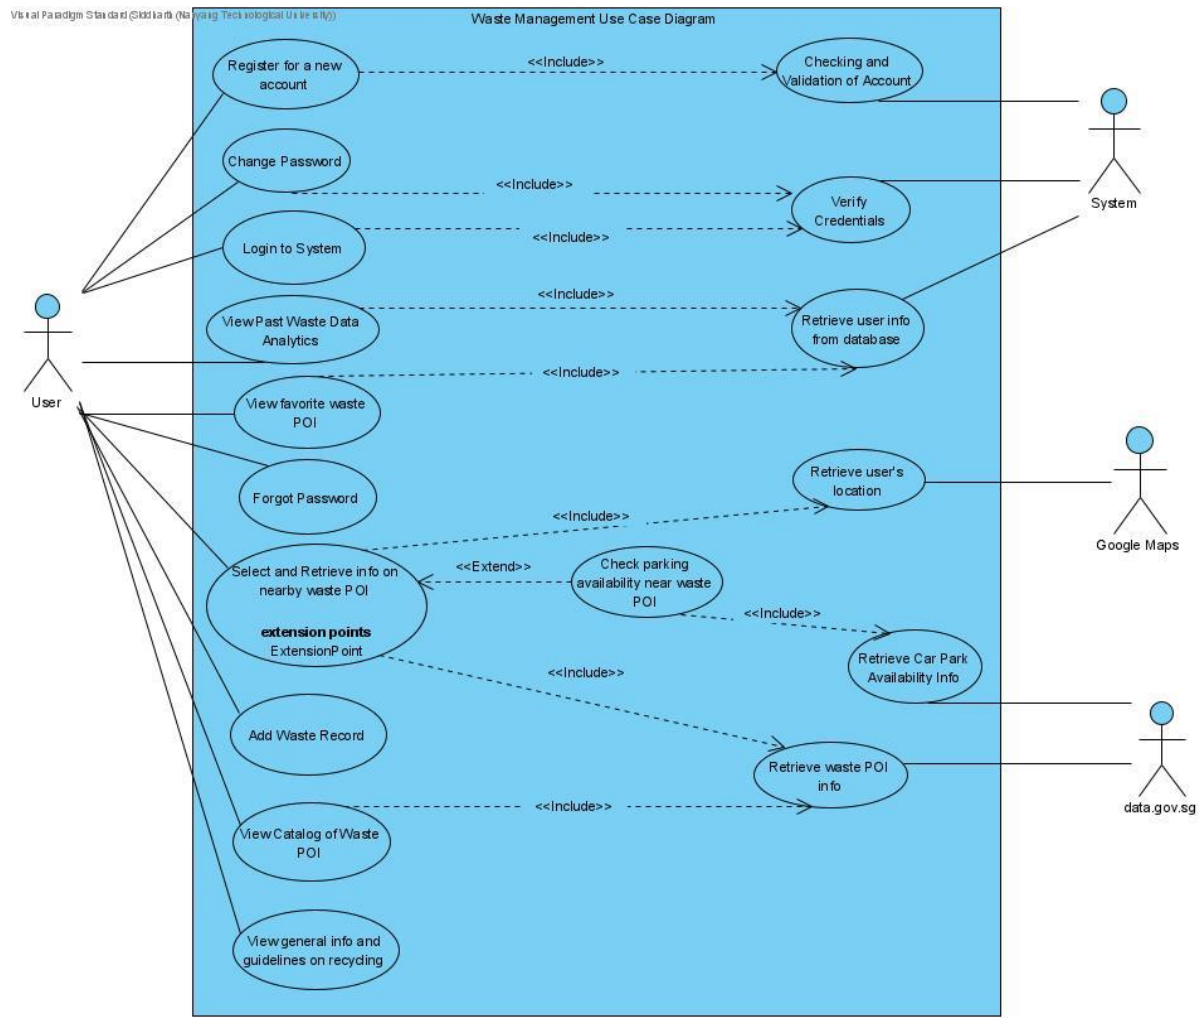 Visual Paradigm Standard(Siddharth(Nanyang Technological University))
Waste Management Use Case Diagram
Register for a new
account
<<Include>>
Checking and
Validation of Account
Change Password
<<Include>>
Verify
Credentials
System
Login to System
<<Include>>
View Past Waste Data
Analytics
<<Include>>
Retrieve user info
from database
User
<<Include>>
View favorite waste
POI
Forgot Password
Retrieve user's
location
Google Maps
<<Include>>
Select and Retrieve info on
nearby waste POI
extension points
ExtensionPoint
<<Extend>>
Check parking
availability near waste
POI
<<Include>>
Retrieve Car Park
Availability Info
<<Include>>
Add Waste Record
Retrieve waste POI
info
data.gov.sg
<<Include>>
View Catalog of Waste
POI
View general info and
guidelines on recycling